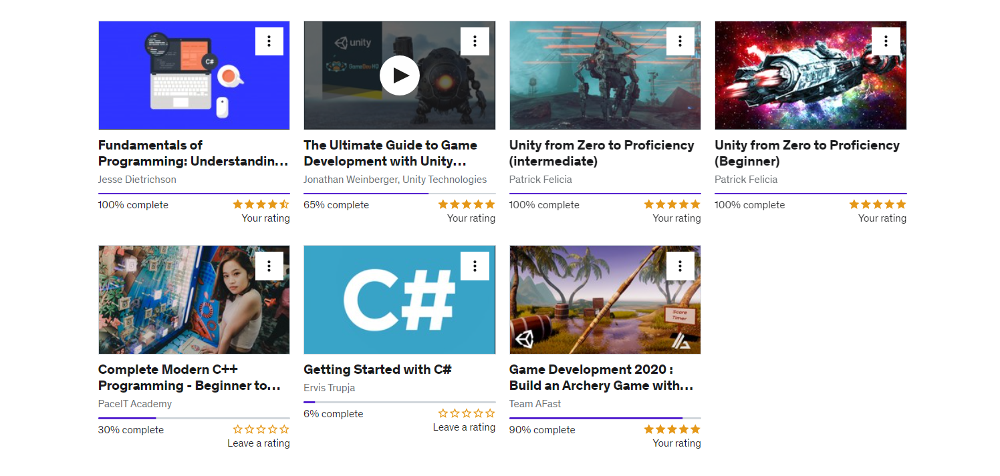 C#
unity
GameDev HQ
Fundamentals of
Programming: Understandin...
Jesse Dietrichson
100% complete
Your rating
The Ultimate Guide to Game
Development with Unity...
Jonathan Weinberger, Unity Technologies
65% complete
Your rating
Unity from Zero to Proficiency
(intermediate)
Patrick Felicia
100% complete
Your rating
Unity from Zero to Proficiency
(Beginner)
Patrick Felicia
100% complete
Your rating
Complete Modern C++
Programming - Beginner to...
PaceIT Academy
30% complete
Leave a rating
C#
Getting Started with C#
Ervis Trupja
6% complete
Leave a rating
Score
Timer
Game Development 2020 :
Build an Archery Game with...
Team AFast
90% complete
Your rating